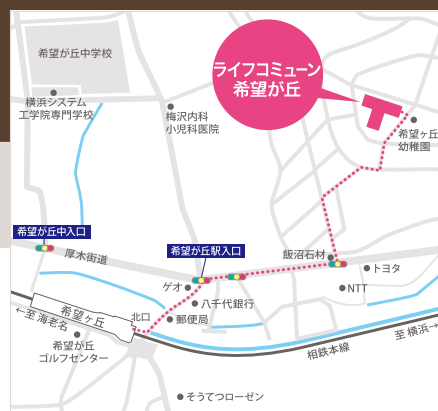 希望が丘中学校
ライフコミューン
希望が丘
横浜システム
工学院専門学校
梅沢内科
小児科医院
希望ヶ丘
幼稚園
希望が丘中入口
厚木街道
希望が丘駅入口
飯沼石材
トヨタ
ゲオ
NTT
八千代銀行
希望ヶ丘
北口
郵便局
←至 海老名
希望が丘
ゴルフセンター
相鉄本線
至 横浜→
そうてつローゼン